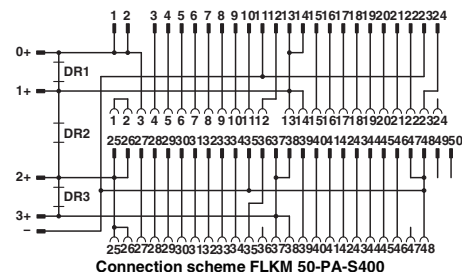 1 2 3 4 5 6 7 8 9 10 11 12 13 14 15 16 17 18 19 20 21 22 23 24
0+
DR1
1+
1 2 3 4 5 6 7 8 9 10 11 12 13 14 15 16 17 18 19 20 21 22 23 24
DR2
25 26 27 28 29 30 31 32 33 34 35 36 37 38 39 40 41 42 43 44 45 46 47 48 49 50
2+
DR3
3+
–
25 26 27 28 29 30 31 32 33 34 35 36 37 38 39 40 41 42 43 44 45 46 47 48
Connection scheme FLKM 50-PA-S400